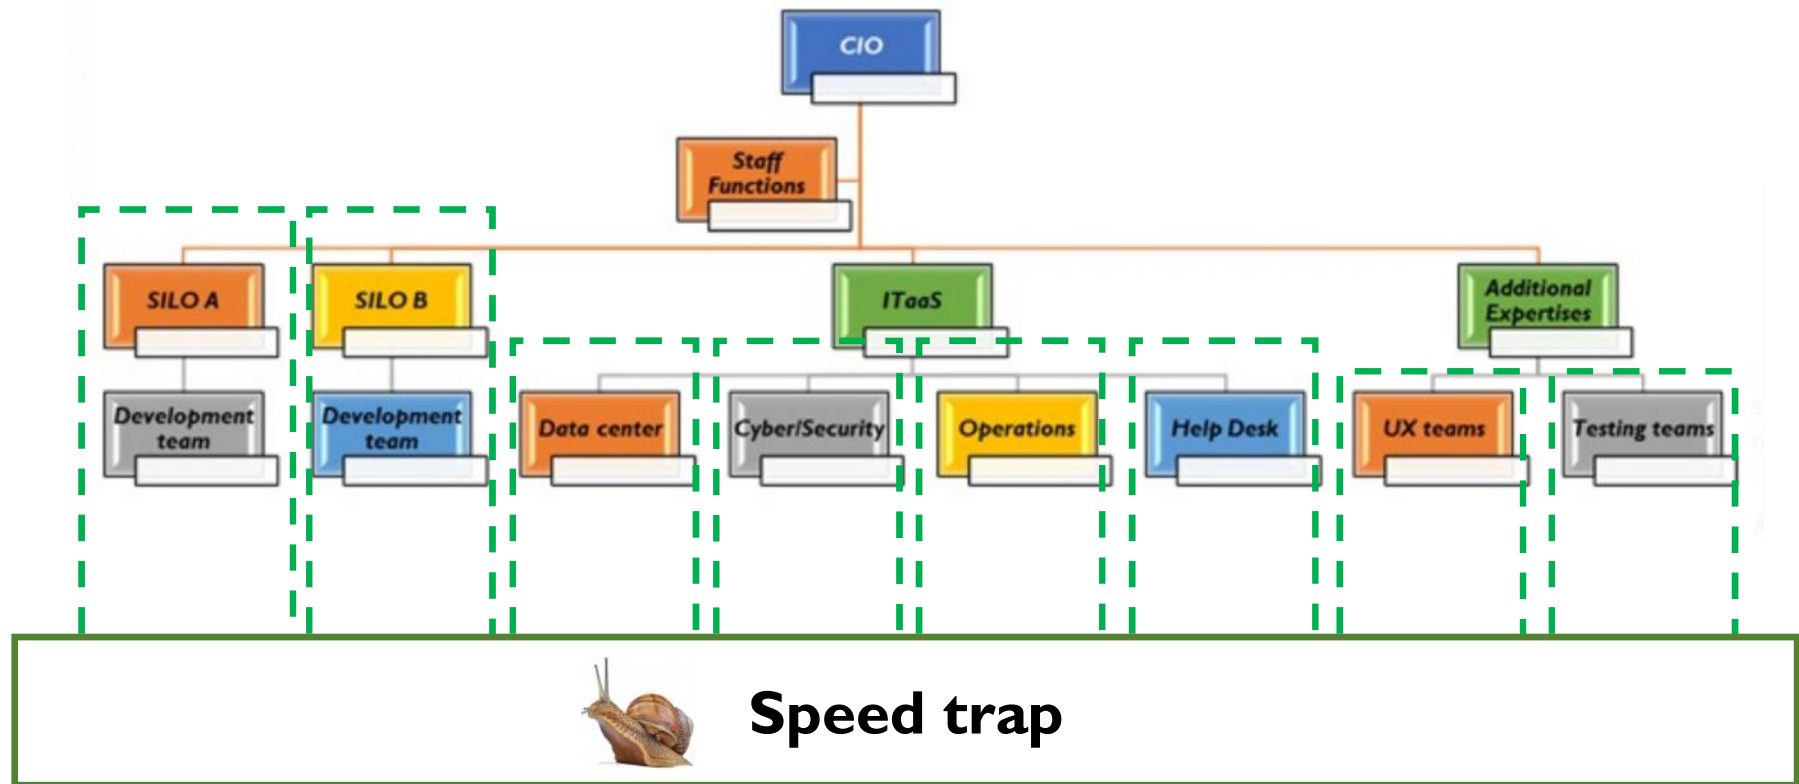 CIO
Staff
Functions
SILO A
SILO B
ITaaS
Additional
Expertises
Development
team
Development
team
Data center
Cyber/Security
Operations
Help Desk
UX teams
Testing teams
Speed trap